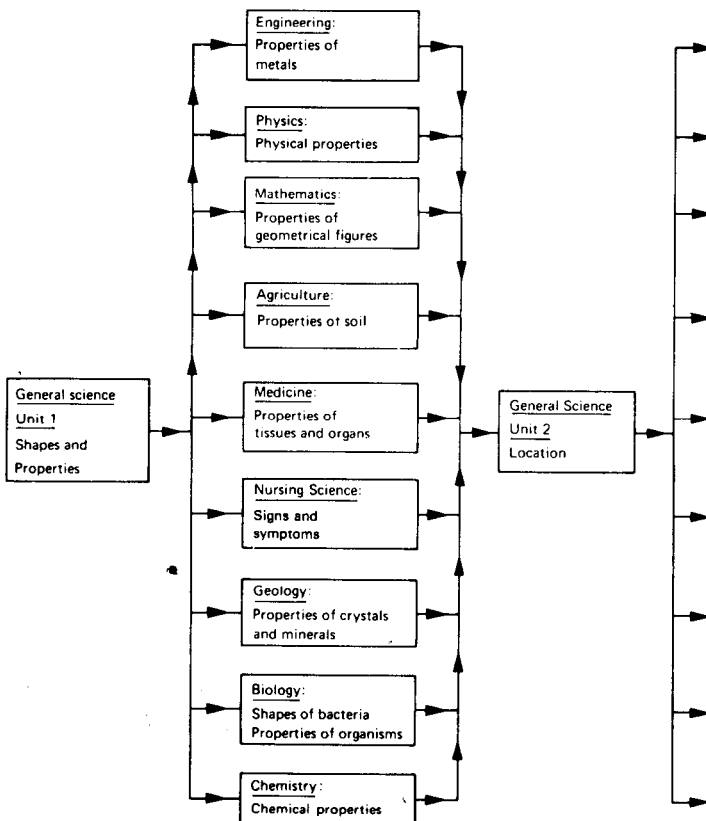 Engineering:
Properties of
metals
Physics:
Physical properties
Mathematics:
Properties of
geometrical figures
Agriculture:
Properties of soil
General science
Unit 1
Shapes and
Properties
Medicine:
Properties of
tissues and organs
General Science
Unit 2
Location
Nursing Science:
Signs and
symptoms
Geology:
Properties of crystals
and minerals
Biology:
Shapes of bacteria
Properties of organisms
Chemistry:
Chemical properties